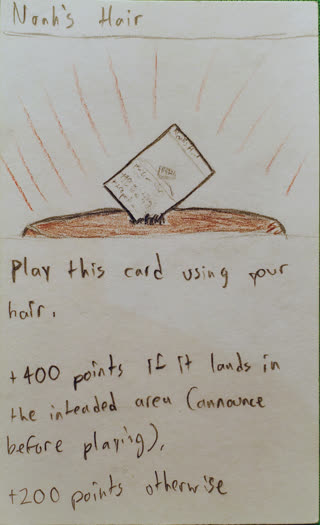 Noah's Hair
Play this card using your
hair.
+400 points if it lands in
the intended area (announce
before playing),
+200 points otherwise